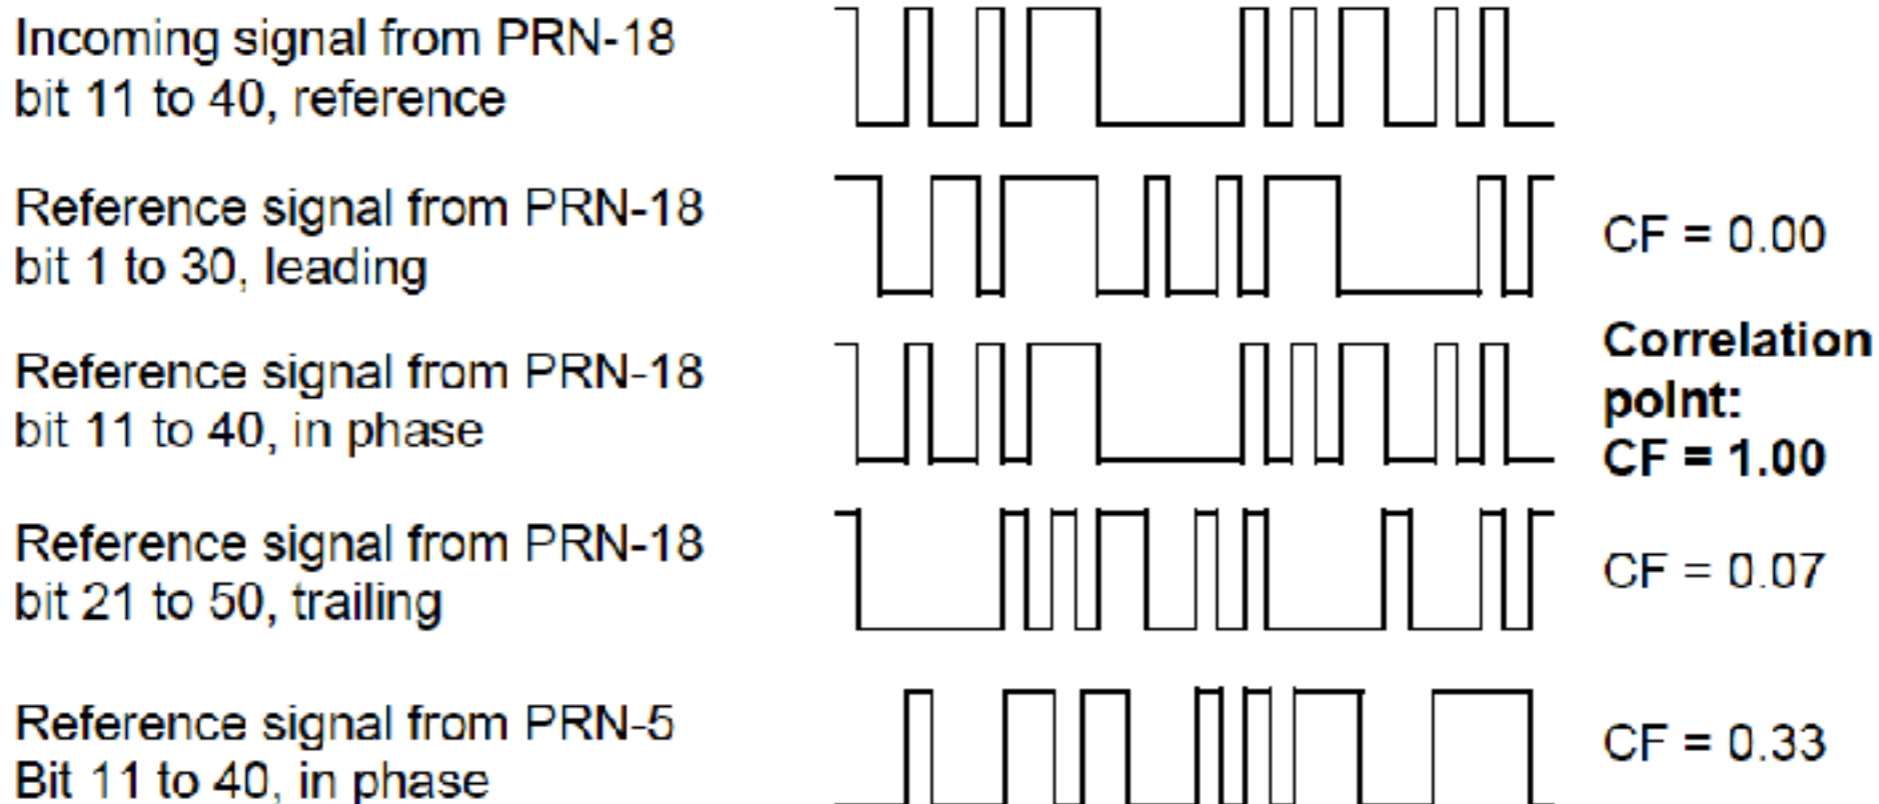 Incoming signal from PRN-18
bit 11 to 40, reference
Reference signal from PRN-18
bit 1 to 30, leading
CF = 0.00
Reference signal from PRN-18
bit 11 to 40, in phase
Correlation
point:
CF = 1.00
Reference signal from PRN-18
bit 21 to 50, trailing
CF = 0.07
Reference signal from PRN-5
Bit 11 to 40, in phase
CF = 0.33